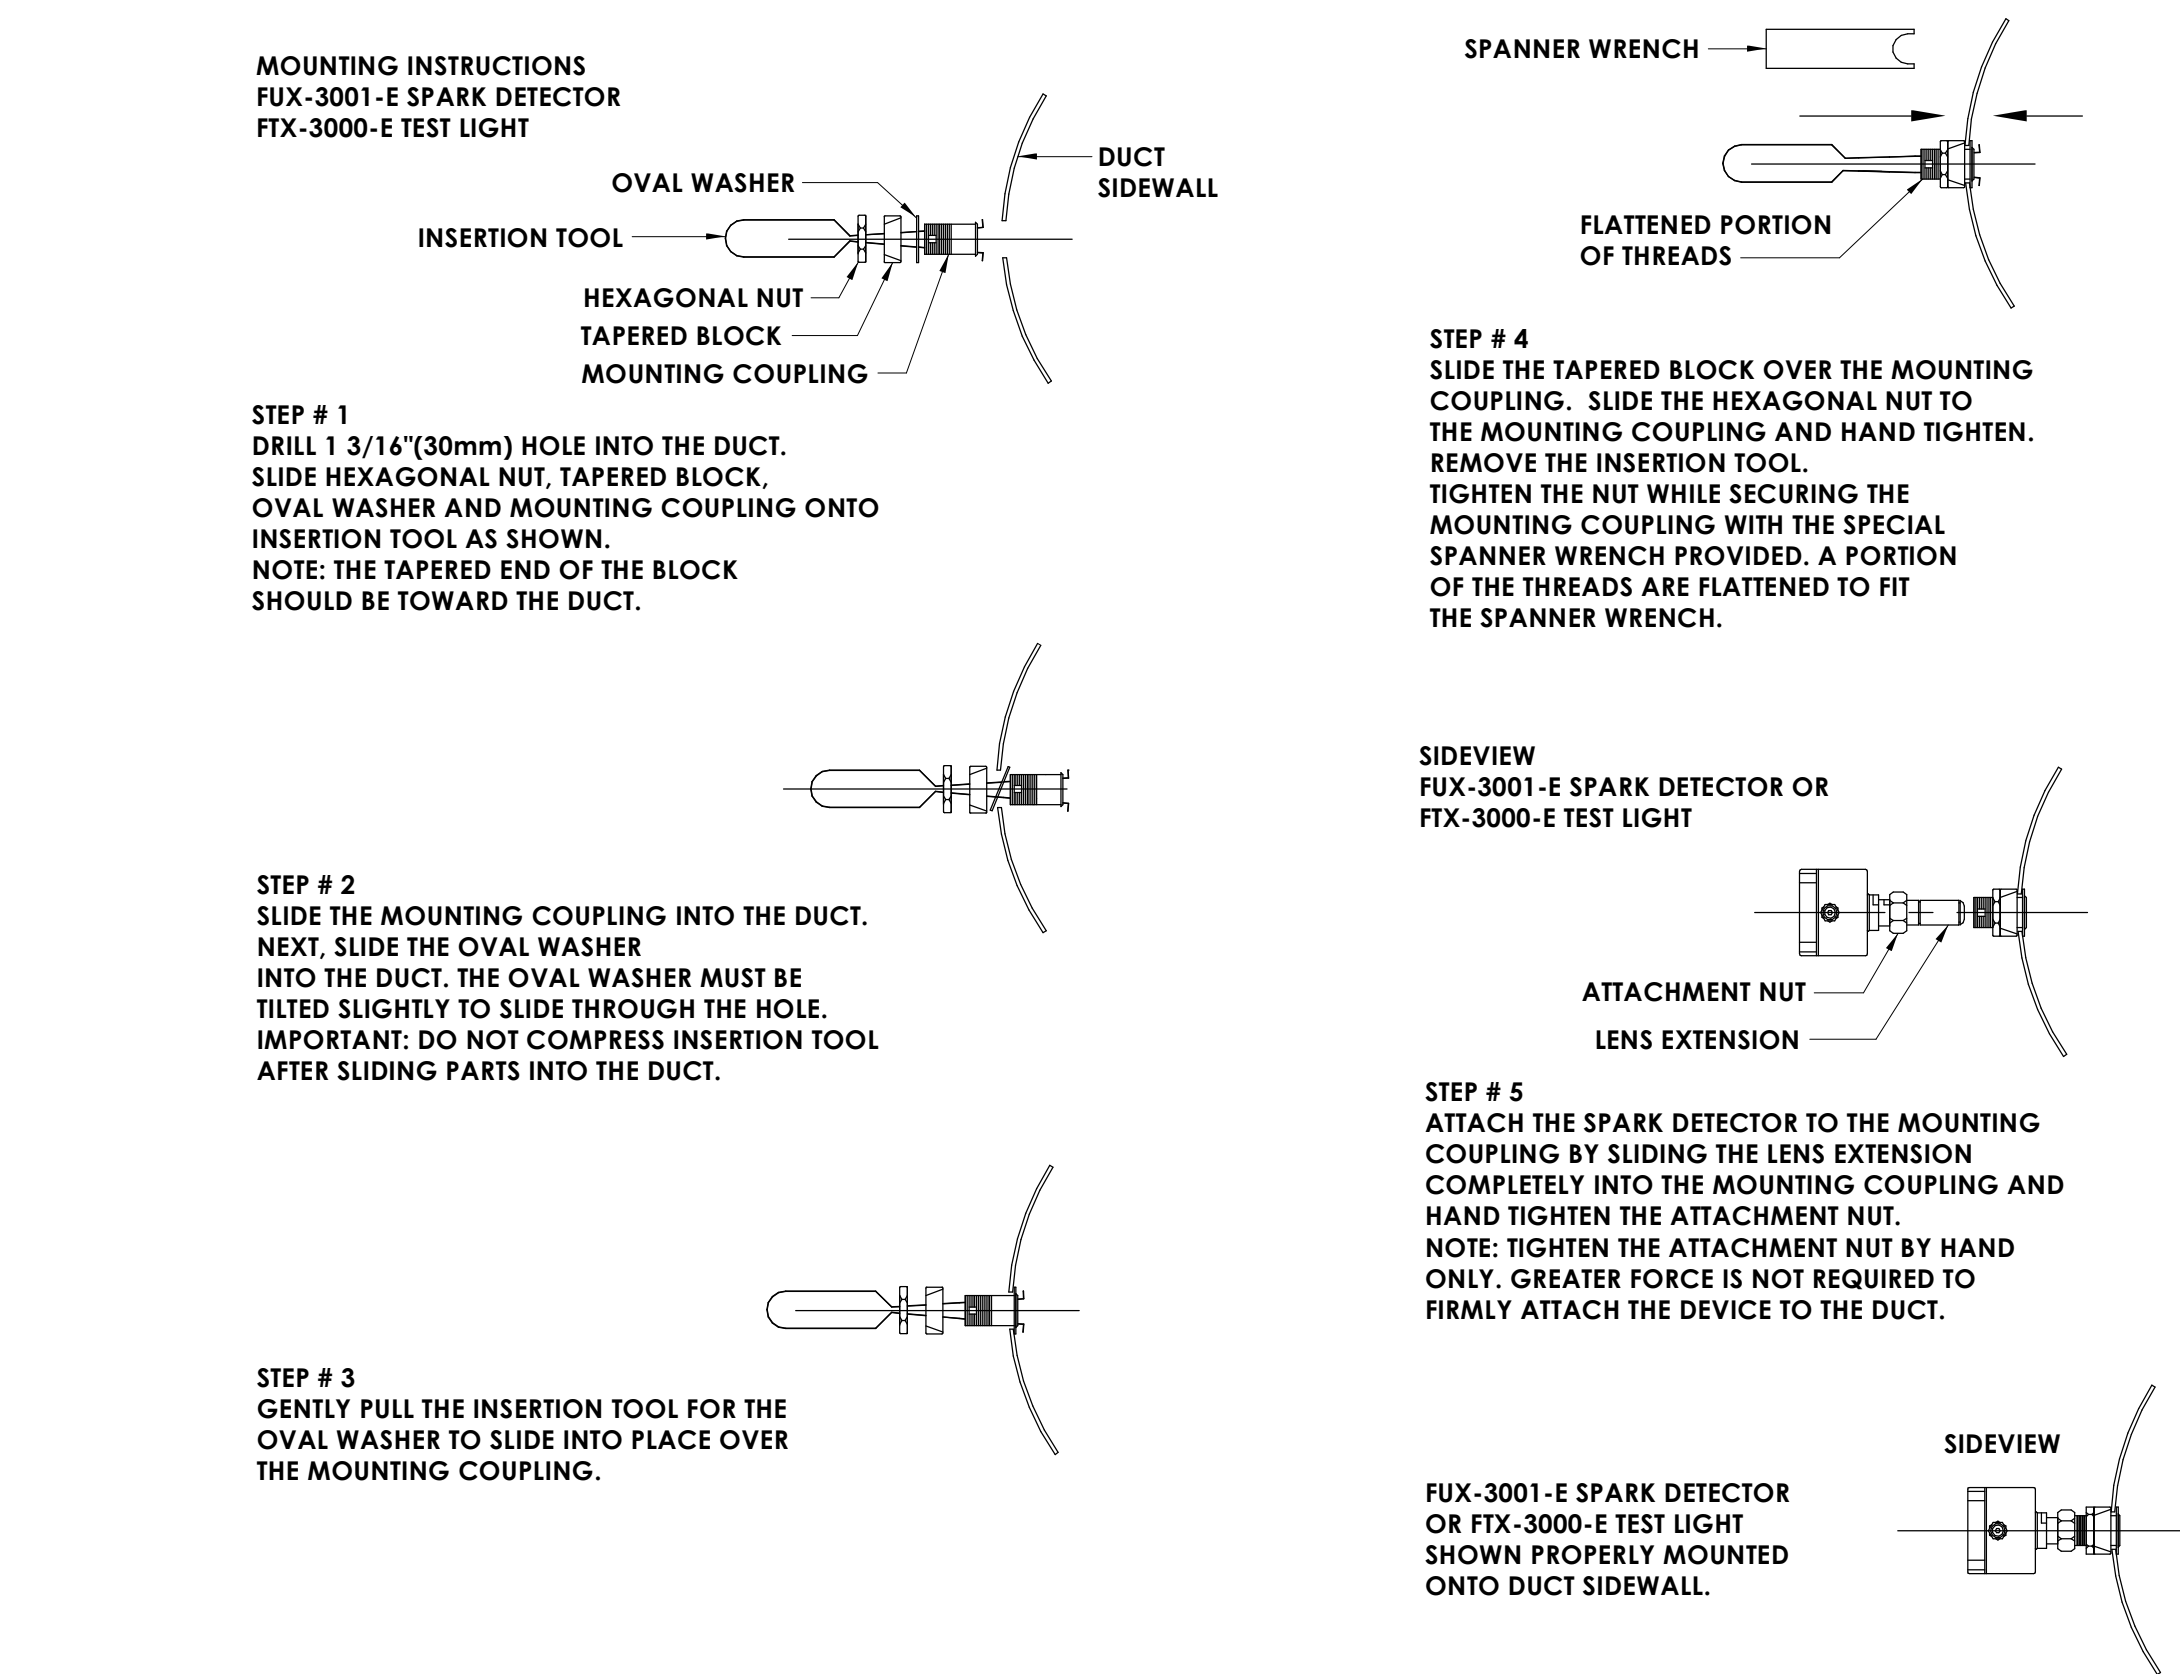 MOUNTING INSTRUCTIONS
FUX-3001-E SPARK DETECTOR
FTX-3000-E TEST LIGHT
DUCT
SIDEWALL
OVAL WASHER
INSERTION TOOL
HEXAGONAL NUT
TAPERED BLOCK
MOUNTING COUPLING
STEP # 1
DRILL 1 3/16"(30mm) HOLE INTO THE DUCT.
SLIDE HEXAGONAL NUT, TAPERED BLOCK,
OVAL WASHER AND MOUNTING COUPLING ONTO
INSERTION TOOL AS SHOWN.
NOTE: THE TAPERED END OF THE BLOCK
SHOULD BE TOWARD THE DUCT.
STEP # 2
SLIDE THE MOUNTING COUPLING INTO THE DUCT.
NEXT, SLIDE THE OVAL WASHER
INTO THE DUCT. THE OVAL WASHER MUST BE
TILTED SLIGHTLY TO SLIDE THROUGH THE HOLE.
IMPORTANT: DO NOT COMPRESS INSERTION TOOL
AFTER SLIDING PARTS INTO THE DUCT.
STEP # 3
GENTLY PULL THE INSERTION TOOL FOR THE
OVAL WASHER TO SLIDE INTO PLACE OVER
THE MOUNTING COUPLING.
SPANNER WRENCH
FLATTENED PORTION
OF THREADS
STEP # 4
SLIDE THE TAPERED BLOCK OVER THE MOUNTING
COUPLING.  SLIDE THE HEXAGONAL NUT TO
THE MOUNTING COUPLING AND HAND TIGHTEN.
REMOVE THE INSERTION TOOL.
TIGHTEN THE NUT WHILE SECURING THE
MOUNTING COUPLING WITH THE SPECIAL
SPANNER WRENCH PROVIDED. A PORTION
OF THE THREADS ARE FLATTENED TO FIT
THE SPANNER WRENCH.
SIDEVIEW
FUX-3001-E SPARK DETECTOR OR
FTX-3000-E TEST LIGHT
ATTACHMENT NUT
LENS EXTENSION
STEP # 5
ATTACH THE SPARK DETECTOR TO THE MOUNTING
COUPLING BY SLIDING THE LENS EXTENSION
COMPLETELY INTO THE MOUNTING COUPLING AND
HAND TIGHTEN THE ATTACHMENT NUT.
NOTE: TIGHTEN THE ATTACHMENT NUT BY HAND
ONLY. GREATER FORCE IS NOT REQUIRED TO
FIRMLY ATTACH THE DEVICE TO THE DUCT.
SIDEVIEW
FUX-3001-E SPARK DETECTOR
OR FTX-3000-E TEST LIGHT
SHOWN PROPERLY MOUNTED
ONTO DUCT SIDEWALL.